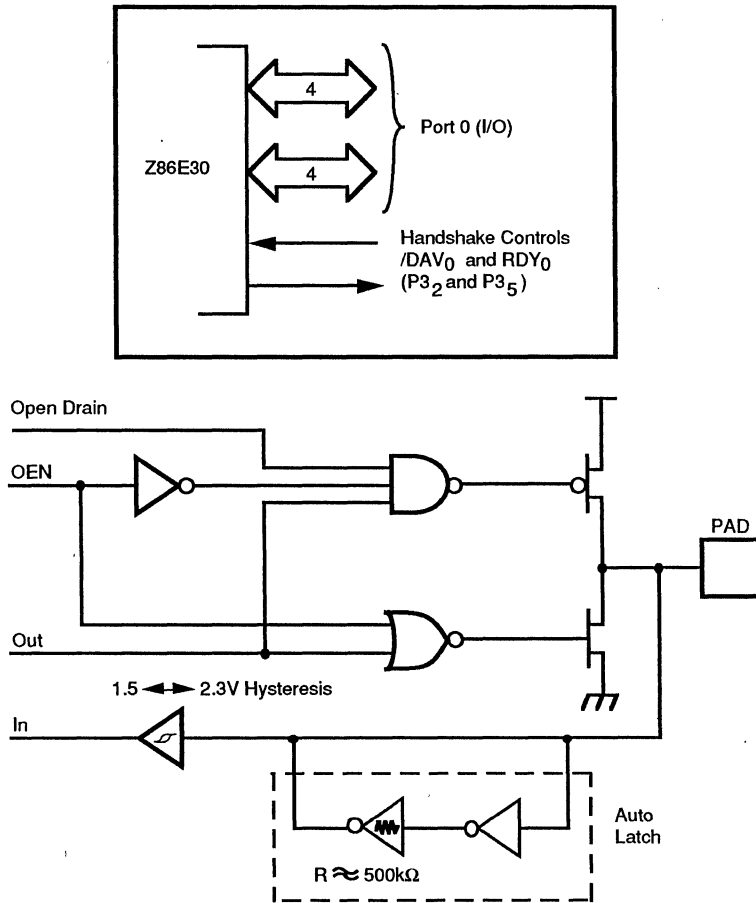 4
Port 0 (I/O)
Z86E30
4
Handshake Controls
/DAV0 and RDY0
(P32 and P35)
Open Drain
OEN
PAD
Out
1.5 2.3V Hysteresis
In
Auto
Latch
R ≈ 500kΩ